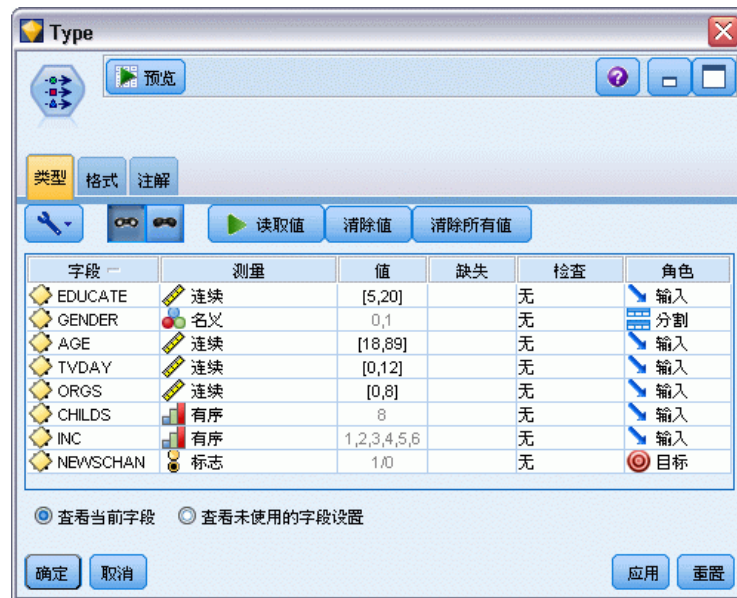 Type
预览
类型 格式 注解
读取值 清除值 清除所有值
字段 测量 值 缺失 检查 角色
EDUCATE 连续 [5,20] 无 输入
GENDER 名义 0,1 无 分割
AGE 连续 [18,89] 无 输入
TVDAY 连续 [0,12] 无 输入
ORGS 连续 [0,8] 无 输入
CHILDS 有序 8 无 输入
INC 有序 1,2,3,4,5,6 无 输入
NEWSCHAN 标志 1/0 无 目标
查看当前字段 查看未使用的字段设置
确定 取消 应用 重置